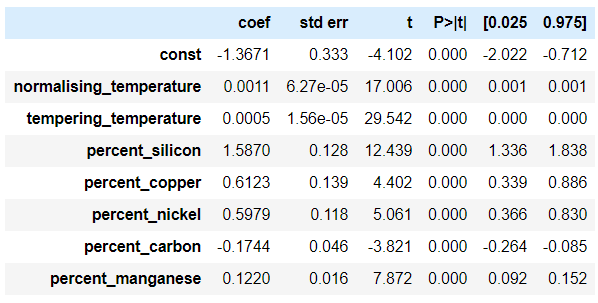 coef std err t P>|t| [0.025 0.975]
const -1.3671 0.333 -4.102 0.000 -2.022 -0.712
normalising_temperature 0.0011 6.27e-05 17.006 0.000 0.001 0.001
tempering_temperature 0.0005 1.56e-05 29.542 0.000 0.000 0.000
percent_silicon 1.5870 0.128 12.439 0.000 1.336 1.838
percent_copper 0.6123 0.139 4.402 0.000 0.339 0.886
percent_nickel 0.5979 0.118 5.061 0.000 0.366 0.830
percent_carbon -0.1744 0.046 -3.821 0.000 -0.264 -0.085
percent_manganese 0.1220 0.016 7.872 0.000 0.092 0.152